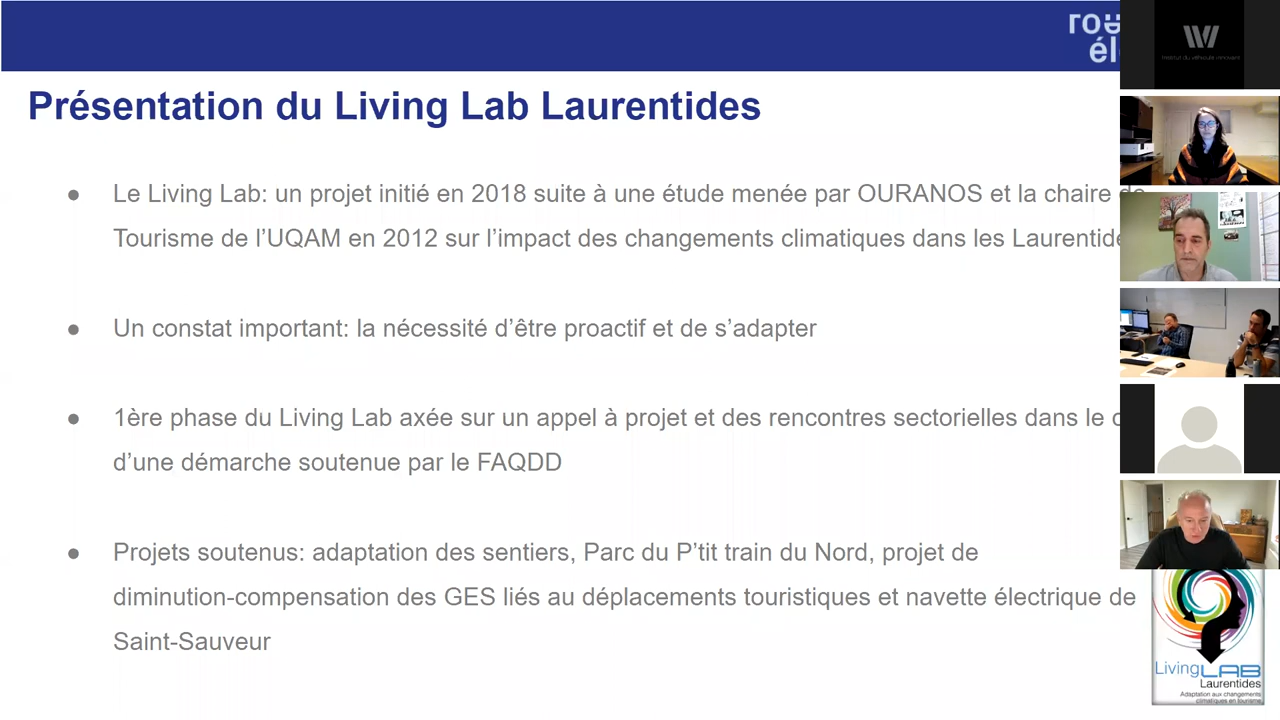 Présentation du Living Lab Laurentides
Le Living Lab: un projet initié en 2018 suite à une étude menée par OURANOS et la chaire de
Tourisme de l'UQAM en 2012 sur l'impact des changements climatiques dans les Laurentide
Un constat important: la nécessité d'être proactif et de s'adapter
1ère phase du Living Lab axée sur un appel à projet et des rencontres sectorielles dans le
d'une démarche soutenue par le FAQDD
Projets soutenus: adaptation des sentiers, Parc du P'tit train du Nord, projet de
diminution-compensation des GES liés au déplacements touristiques et navette électrique de
Saint-Sauveur
Institut du véhicule innovant
Living LAB
Laurentides
Adaptation aux changements
climatiques en tourisme